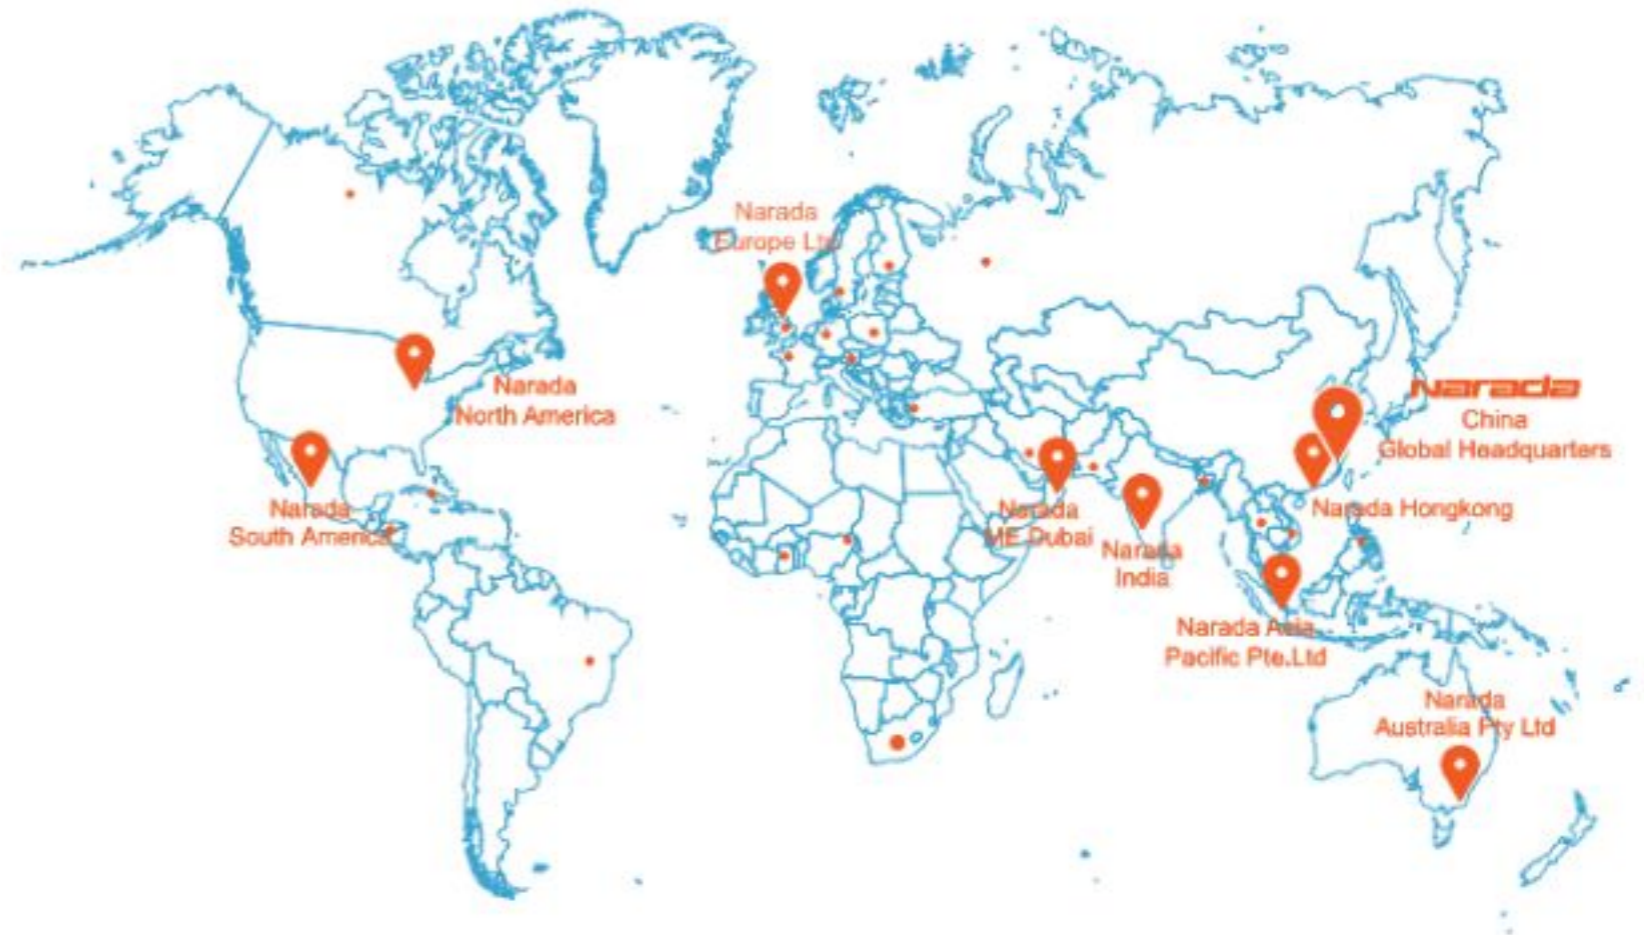 Narada
Europe Ltd
Narada
North America
Narada
South America
Narada
ME Dubai
Narada
India
narada
China
Global Headquarters
Narada Hongkong
Narada Asia
Pacific Pte.Ltd
Narada
Australia Pty Ltd